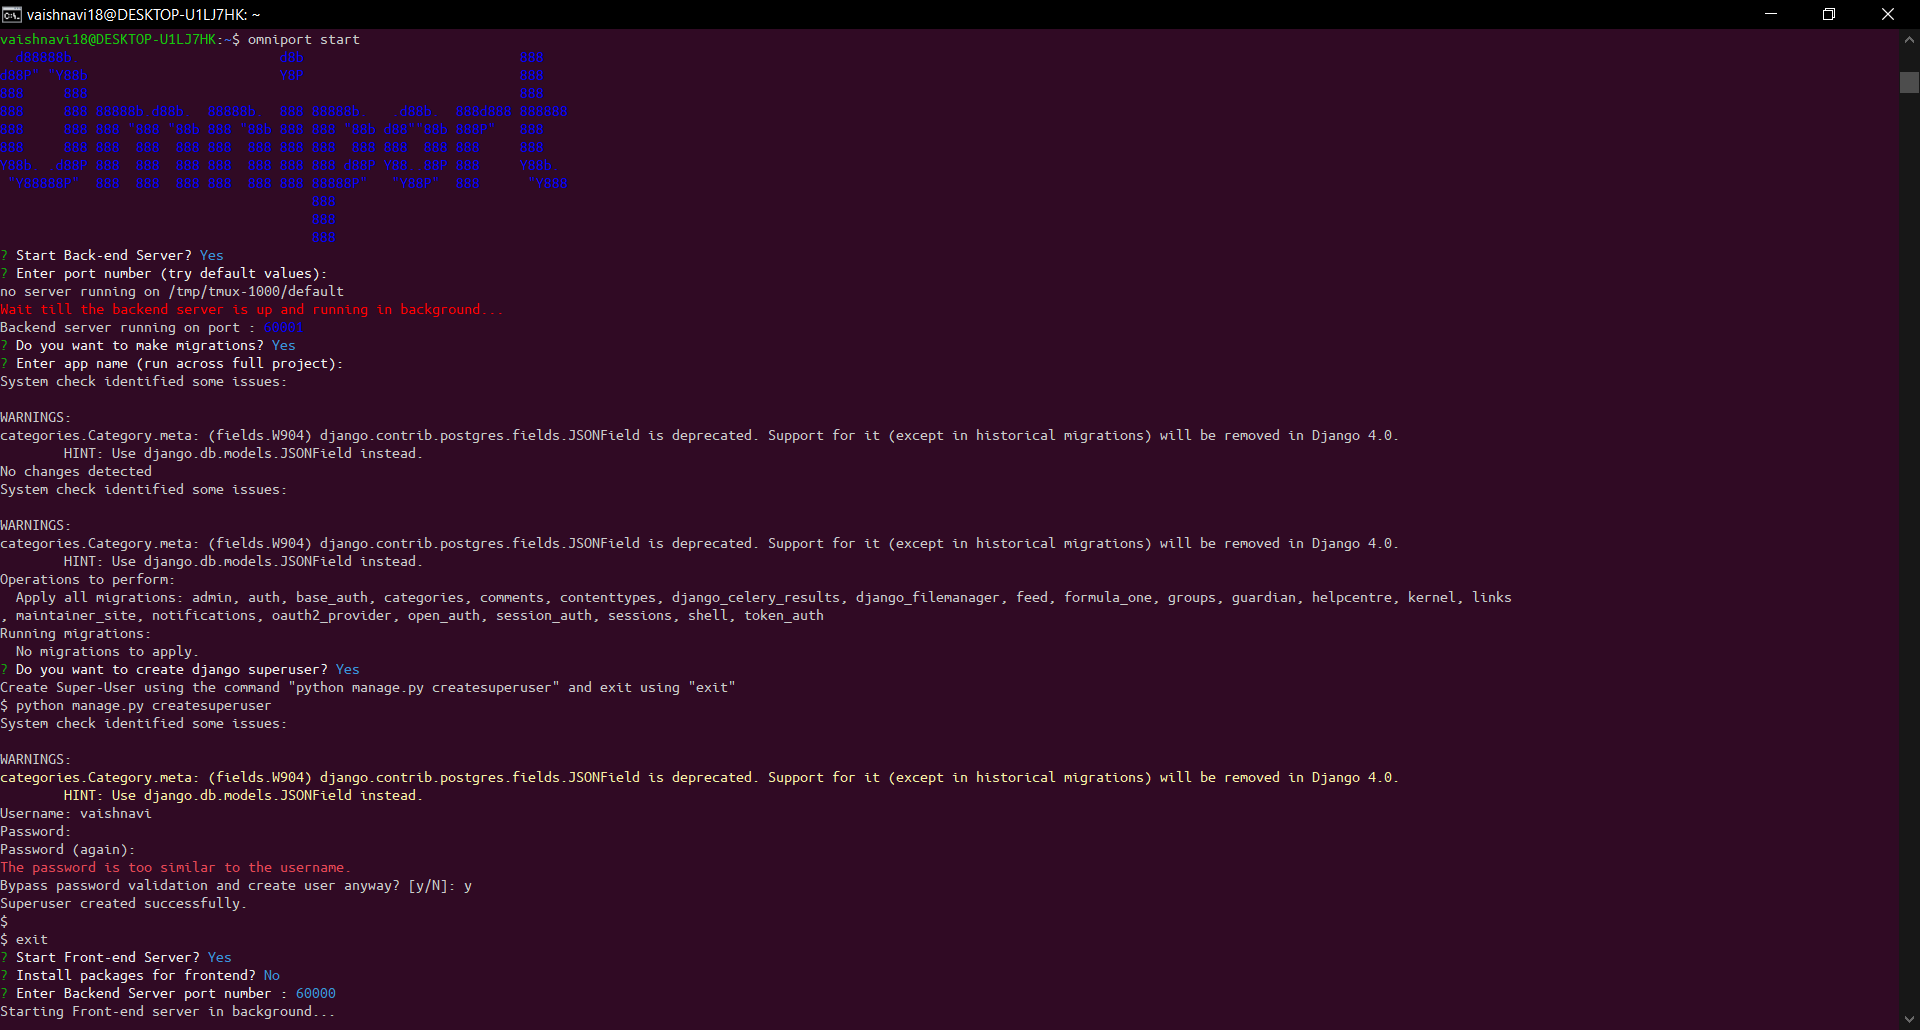 vaishnavi18@DESKTOP-U1LJ7HK: ~
vaishnavi18@DESKTOP-U1LJ7HK:~$ omniport start
? Start Back-end Server? Yes
? Enter port number (try default values):
no server running on /tmp/tmux-1000/default
Wait till the backend server is up and running in background...
Backend server running on port : 60001
? Do you want to make migrations? Yes
? Enter app name (run across full project):
System check identified some issues:
WARNINGS:
categories.Category.meta: (fields.W904) django.contrib.postgres.fields.JSONField is deprecated. Support for it (except in historical migrations) will be removed in Django 4.0.
HINT: Use django.db.models.JSONField instead.
No changes detected
System check identified some issues:
WARNINGS:
categories.Category.meta: (fields.W904) django.contrib.postgres.fields.JSONField is deprecated. Support for it (except in historical migrations) will be removed in Django 4.0.
HINT: Use django.db.models.JSONField instead.
Operations to perform:
Apply all migrations: admin, auth, base_auth, categories, comments, contenttypes, django_celery_results, django_filemanager, feed, formula_one, groups, guardian, helpcentre, kernel, links
, maintainer_site, notifications, oauth2_provider, open_auth, session_auth, sessions, shell, token_auth
Running migrations:
No migrations to apply.
? Do you want to create django superuser? Yes
Create Super-User using the command "python manage.py createsuperuser" and exit using "exit"
$ python manage.py createsuperuser
System check identified some issues:
WARNINGS:
categories.Category.meta: (fields.W904) django.contrib.postgres.fields.JSONField is deprecated. Support for it (except in historical migrations) will be removed in Django 4.0.
HINT: Use django.db.models.JSONField instead.
Username: vaishnavi
Password:
Password (again):
The password is too similar to the username.
Bypass password validation and create user anyway? [y/N]: y
Superuser created successfully.
$
$ exit
? Start Front-end Server? Yes
? Install packages for frontend? No
? Enter Backend Server port number : 60000
Starting Front-end server in background...